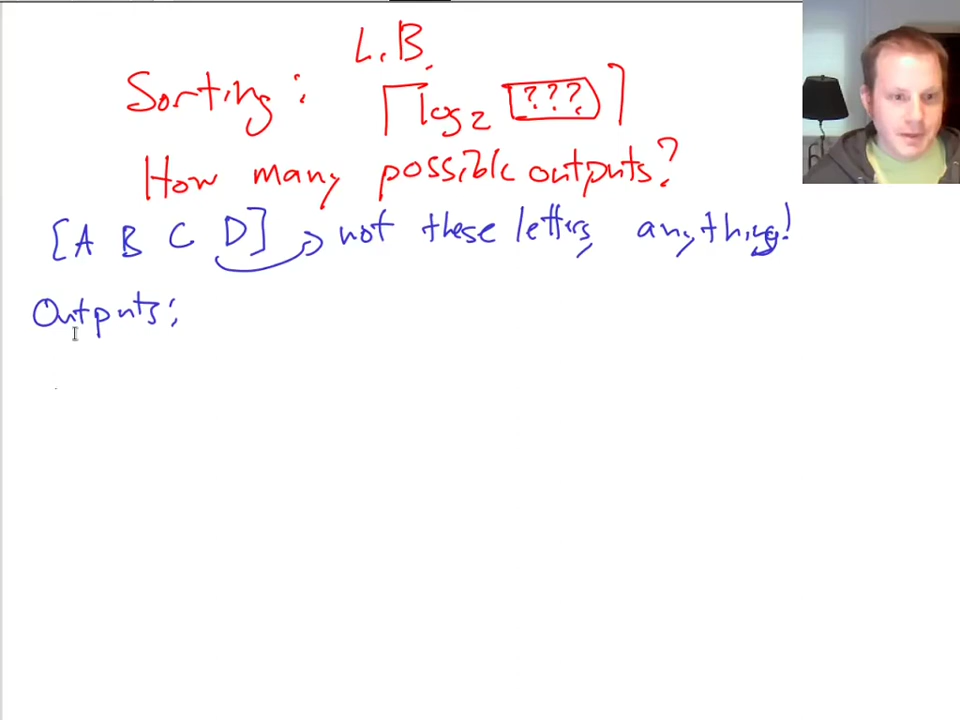 L.B.
Sorting: ⌈log₂ [???]⌉
How many possible outputs?
[A B C D] → not these letters, anything!
Outputs: